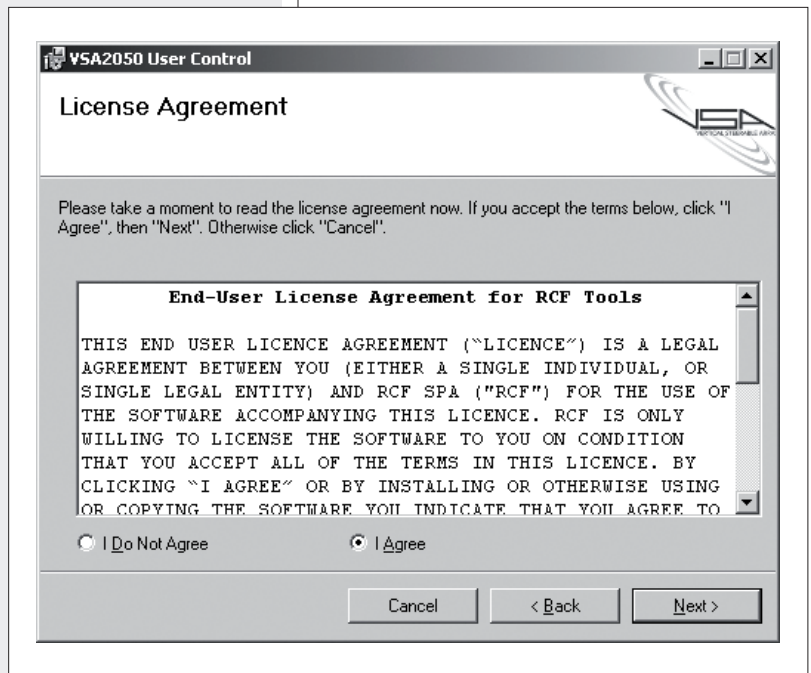 VSA2050 User Control
License Agreement
VSA
VERTICAL STEERABLE ARRAY
Please take a moment to read the license agreement now. If you accept the terms below, click "I
Agree", then "Next". Otherwise click "Cancel".
End-User License Agreement for RCF Tools
THIS END USER LICENCE AGREEMENT (“LICENCE”) IS A LEGAL
AGREEMENT BETWEEN YOU (EITHER A SINGLE INDIVIDUAL, OR
SINGLE LEGAL ENTITY) AND RCF SPA ("RCF") FOR THE USE OF
THE SOFTWARE ACCOMPANYING THIS LICENCE. RCF IS ONLY
WILLING TO LICENSE THE SOFTWARE TO YOU ON CONDITION
THAT YOU ACCEPT ALL OF THE TERMS IN THIS LICENCE. BY
CLICKING “I AGREE” OR BY INSTALLING OR OTHERWISE USING
OR COPYING THE SOFTWARE YOU INDICATE THAT YOU AGREE TO
I Do Not Agree
I Agree
Cancel
< Back
Next >